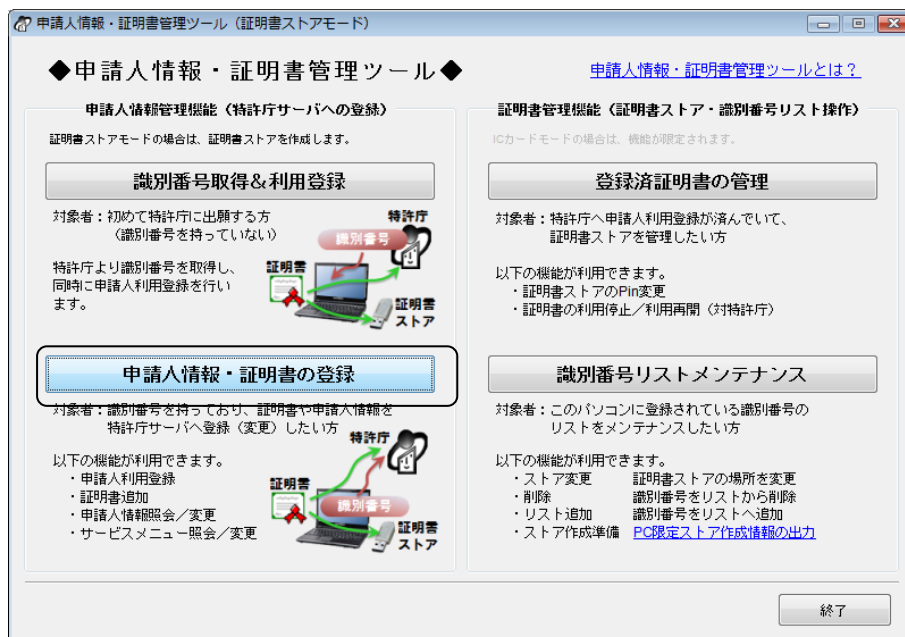 申請人情報・証明書管理ツール（証明書ストアモード）
◆申請人情報・証明書管理ツール◆
申請人情報・証明書管理ツールとは？
申請人情報管理機能（特許庁サーバへの登録）
証明書ストアモードの場合は、証明書ストアを作成します。
識別番号取得&利用登録
対象者：初めて特許庁に出願する方
（識別番号を持っていない）
特許庁より識別番号を取得し、
同時に申請人利用登録を行い
ます。
特許庁
識別番号
証明書
証明書
ストア
申請人情報・証明書の登録
対象者：識別番号を持っており、証明書や申請人情報を
特許庁サーバへ登録（変更）したい方
以下の機能が利用できます。
・申請人利用登録
・証明書追加
・申請人情報照会／変更
・サービスメニュー照会／変更
特許庁
証明書
識別番号
証明書
ストア
証明書管理機能（証明書ストア・識別番号リスト操作）
ICカードモードの場合は、機能が限定されます。
登録済証明書の管理
対象者：特許庁へ申請人利用登録が済んでいて、
証明書ストアを管理したい方
以下の機能が利用できます。
・証明書ストアのPin変更
・証明書の利用停止／利用再開（対特許庁）
識別番号リストメンテナンス
対象者：このパソコンに登録されている識別番号の
リストをメンテナンスしたい方
以下の機能が利用できます。
・ストア変更　証明書ストアの場所を変更
・削除　識別番号をリストから削除
・リスト追加　識別番号をリストへ追加
・ストア作成準備　PC限定ストア作成情報の出力
終了